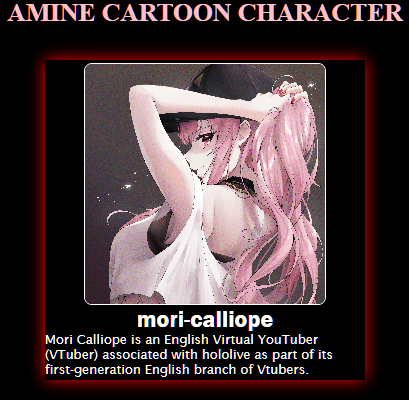 AMINE CARTOON CHARACTER
mori-calliope
Mori Calliope is an English Virtual YouTuber
(VTuber) associated with hololive as part of its
first-generation English branch of Vtubers.